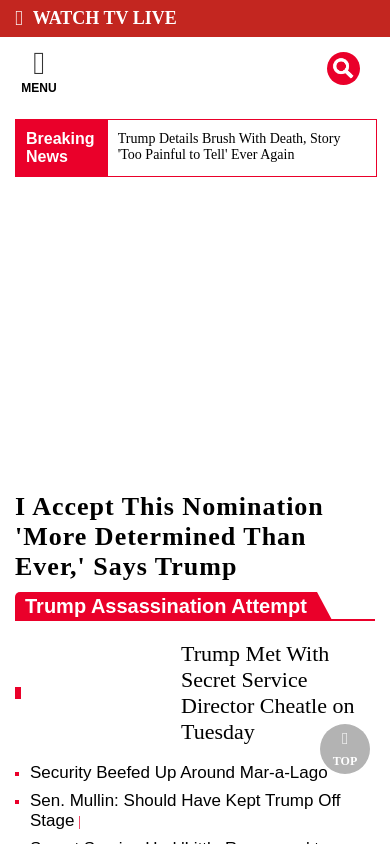 WATCH TV LIVE
MENU
Breaking
News
Trump Details Brush With Death, Story
'Too Painful to Tell' Ever Again
I Accept This Nomination
'More Determined Than
Ever,' Says Trump
Trump Assassination Attempt
Trump Met With
Secret Service
Director Cheatle on
Tuesday
TOP
Security Beefed Up Around Mar-a-Lago
Sen. Mullin: Should Have Kept Trump Off
Stage |